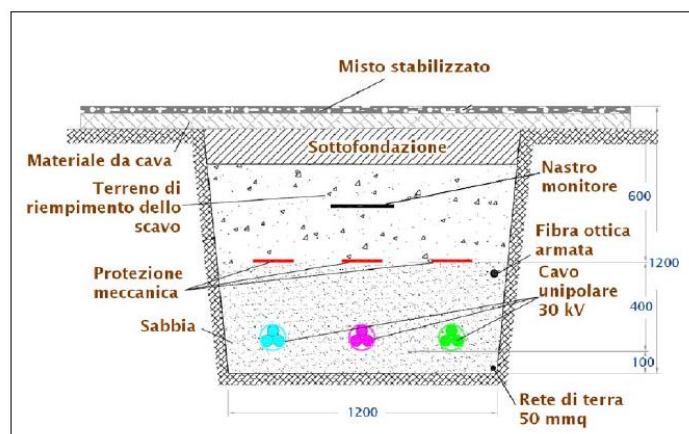 Misto stabilizzato
Sottofondazione
Materiale da cava
Nastro
monitore
Terreno di
riempimento dello
scavo
600
Fibra ottica
armata
1200
Protezione
meccanica
Cavo
unipolare
30 kV
400
Sabbia
100
Rete di terra
50 mmq
1200